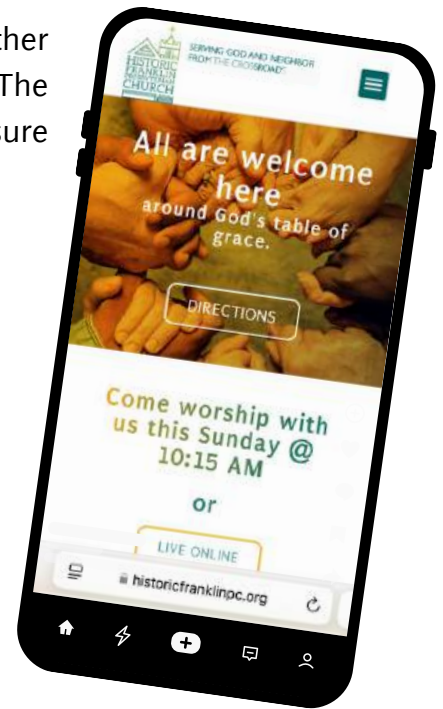 ther
The
sure
HISTORIC
FRANKLIN
PRESBYTERIAN
CHURCH
SERVING GOD AND NEIGHBOR
FROM THE CROSSROADS
All are welcome
here
around God's table of
grace.
DIRECTIONS
Come worship with
us this Sunday @
10:15 AM
or
LIVE ONLINE
historicfranklinpc.org